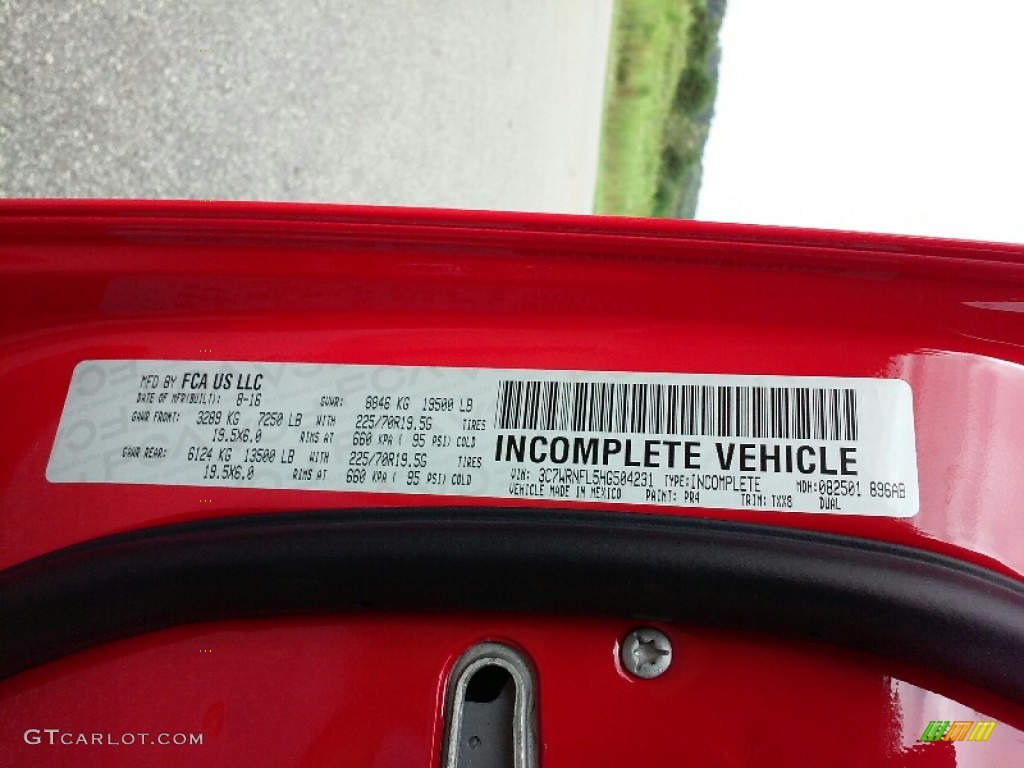 MFD BY FCA US LLC
DATE OF MFR(BUILT): 8-16 GVWR: 8846 KG 19500 LB
GAWR FRONT: 3289 KG 7250 LB WITH 225/70R19.5G TIRES
19.5X6.0 RIMS AT 660 KPA ( 95 PSI) COLD
GAWR REAR: 6124 KG 13500 LB WITH 225/70R19.5G TIRES
19.5X6.0 RIMS AT 660 KPA ( 95 PSI) COLD
INCOMPLETE VEHICLE
VIN: 3C7WRNFL5HG504231 TYPE:INCOMPLETE MDH:082501 896AB
VEHICLE MADE IN MEXICO PAINT: PR4 TRIM: TXX8 DUAL
GTCARLOT.COM